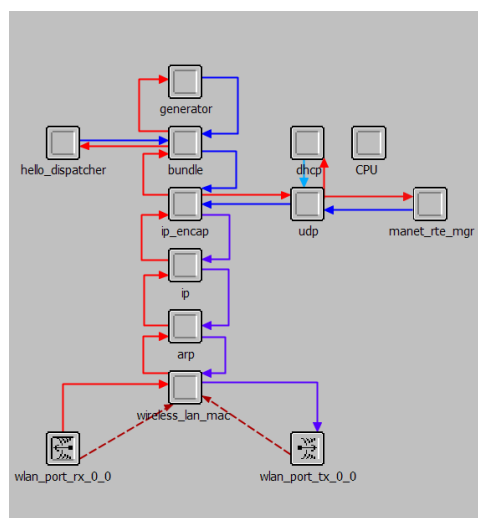 generator
hello_dispatcher
bundle
dhcp
CPU
ip_encap
udp
manet_rte_mgr
ip
arp
wireless_lan_mac
wlan_port_rx_0_0
wlan_port_tx_0_0